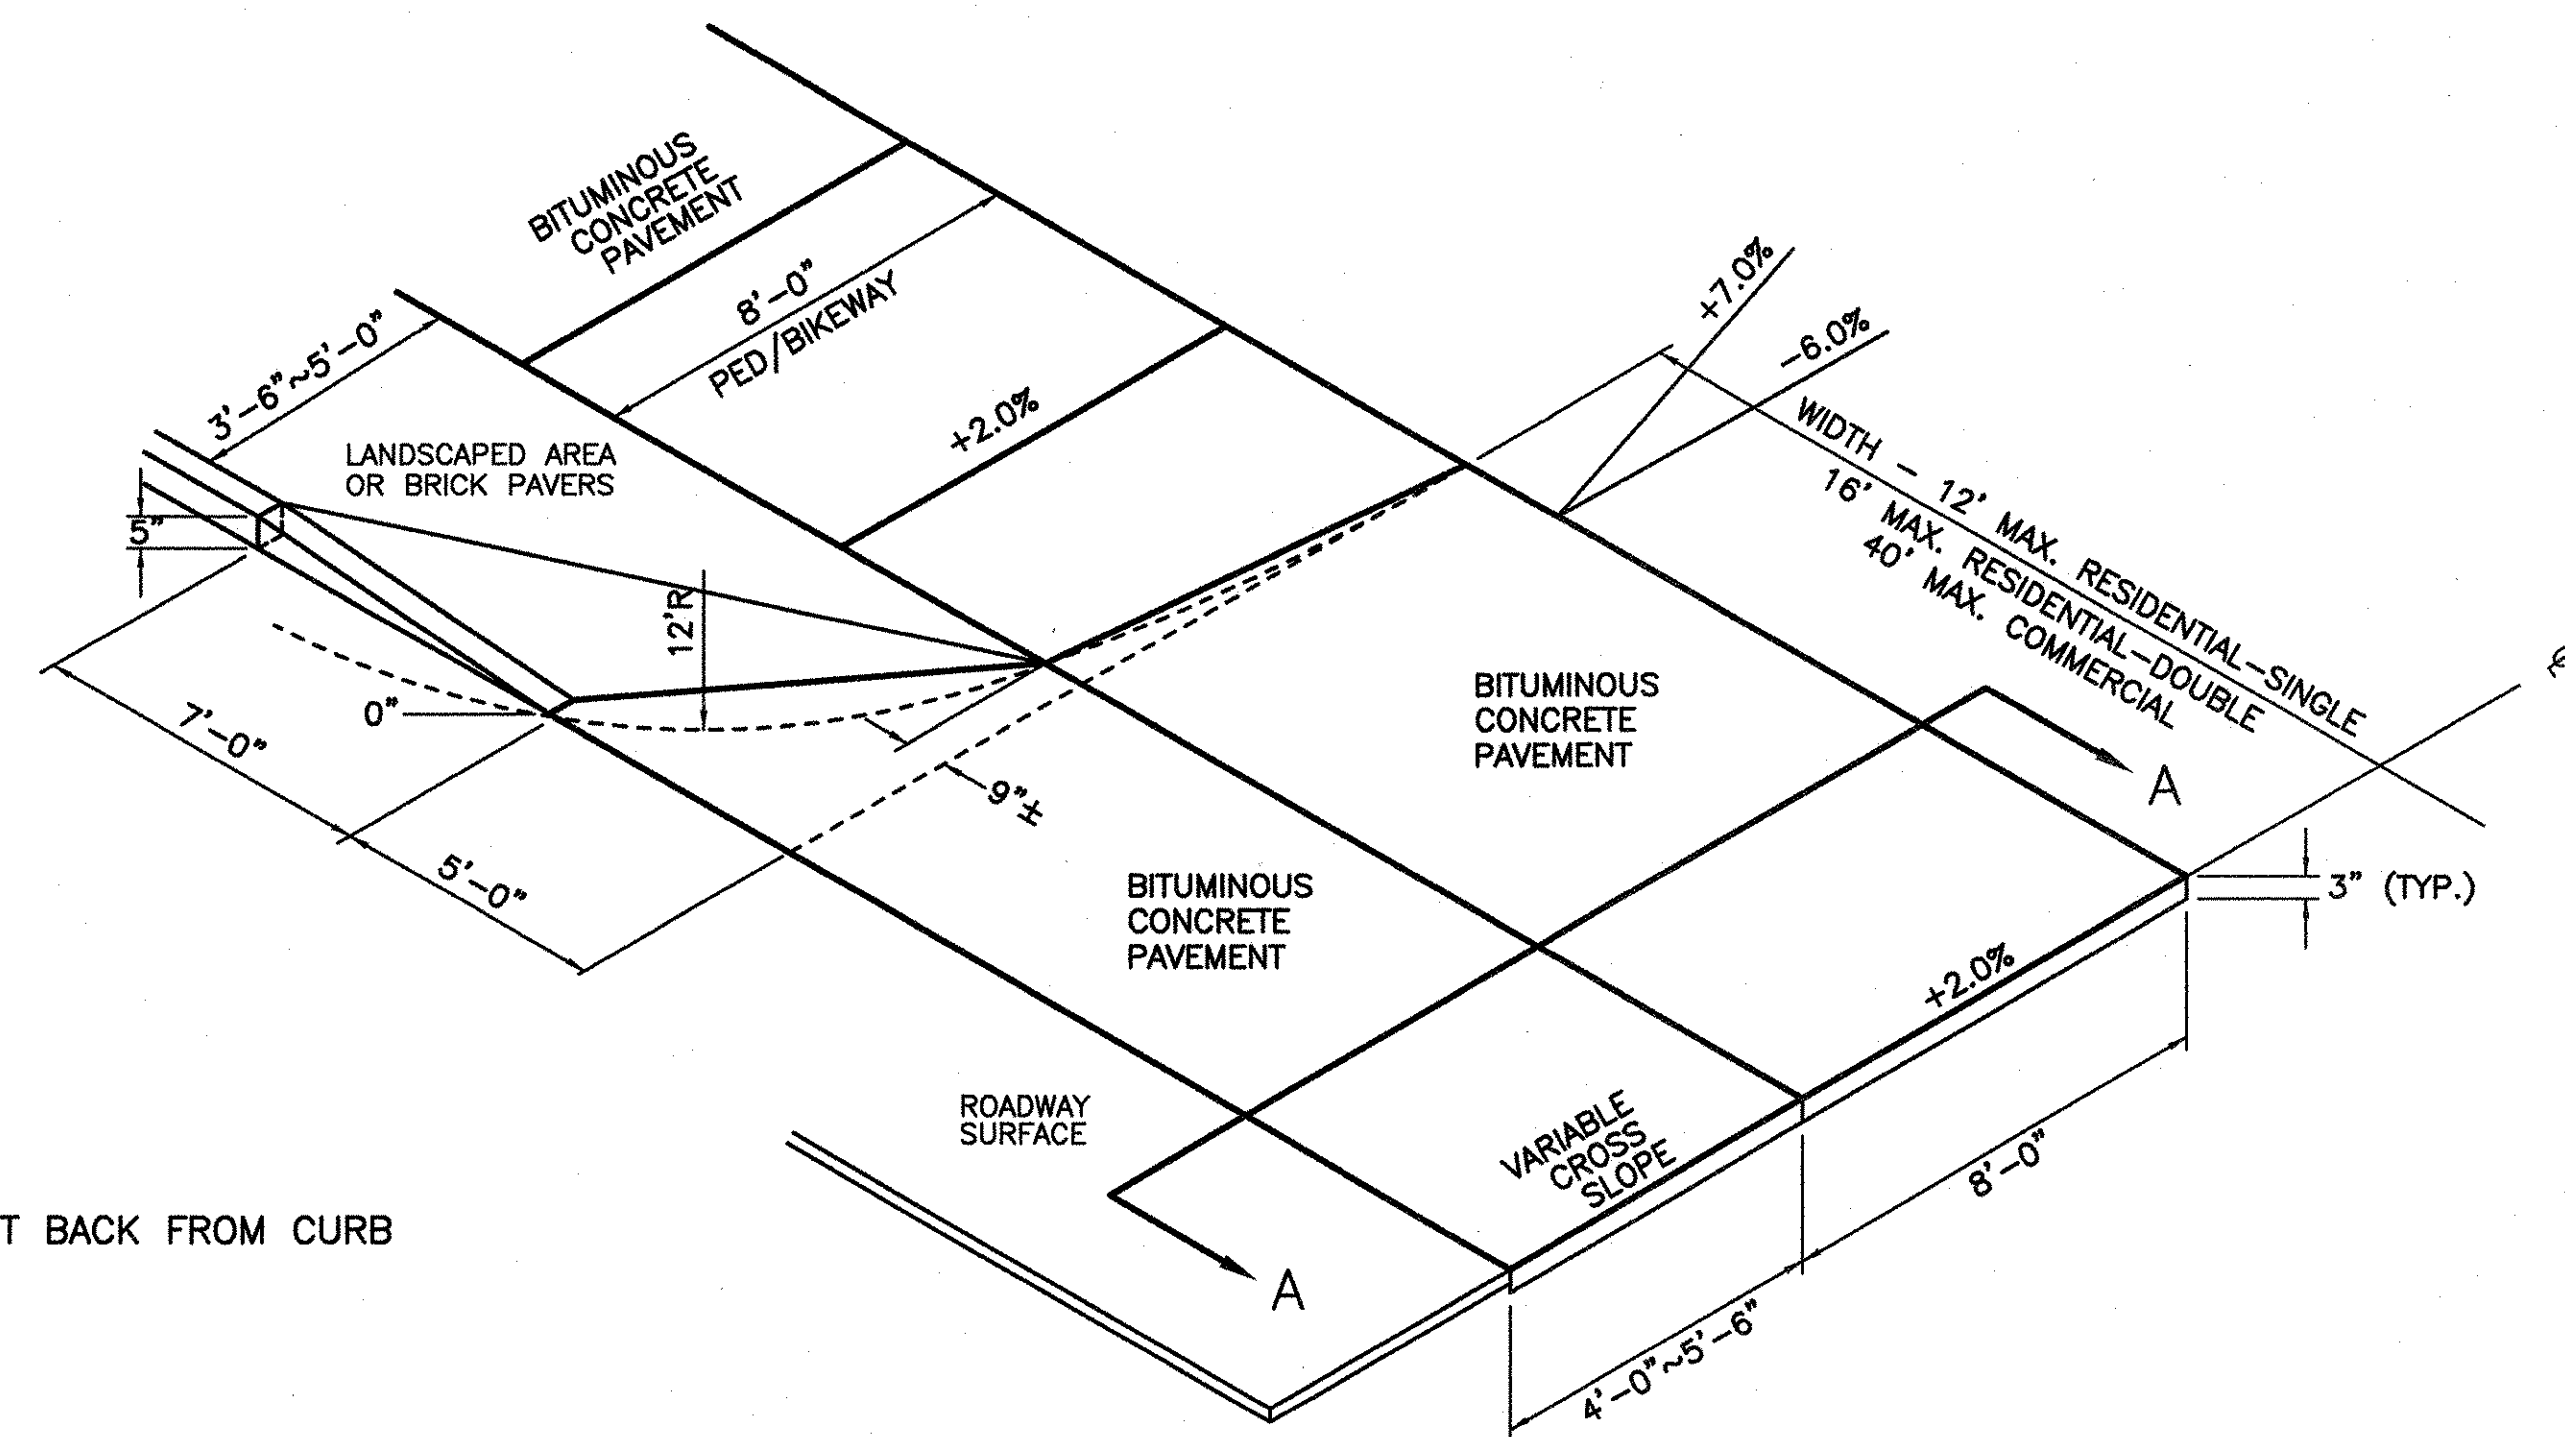 BITUMINOUS
CONCRETE
PAVEMENT
8'-0"
PED/BIKEWAY
+7.0%
-6.0%
3'-6"~5'-0"
+2.0%
LANDSCAPED AREA
OR BRICK PAVERS
WIDTH - 12' MAX. RESIDENTIAL-SINGLE
16' MAX. RESIDENTIAL-DOUBLE
40' MAX. COMMERCIAL
5"
12'R
0"
7'-0"
5'-0"
9"±
BITUMINOUS
CONCRETE
PAVEMENT
A
BITUMINOUS
CONCRETE
PAVEMENT
3" (TYP.)
+2.0%
ROADWAY
SURFACE
VARIABLE
CROSS
SLOPE
8'-0"
T BACK FROM CURB
A
4'-0"~5'-6"